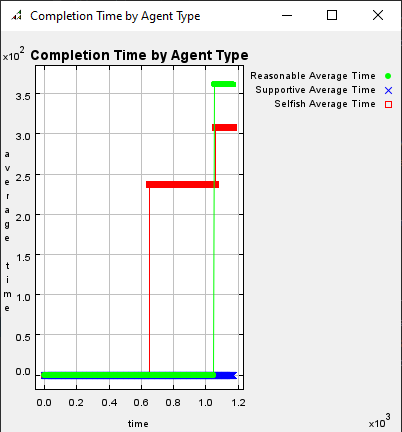 Completion Time by Agent Type
x10²
Completion Time by Agent Type
Reasonable Average Time
Supportive Average Time
Selfish Average Time
3.5
3.0
2.5
2.0
1.5
1.0
0.5
0.0
average time
0.0 0.2 0.4 0.6 0.8 1.0 1.2
time
x10³